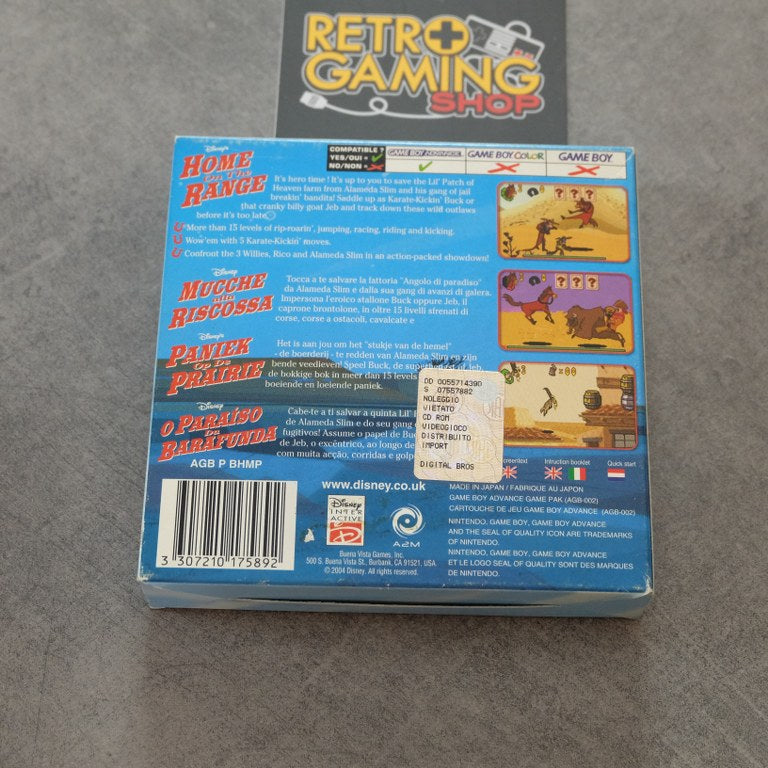 RETRO
GAMING
SHOP
Disney's
HOME
On The
RANGE
COMPATIBLE ?
YES/OUI =
NO/NON =
GAME BOY ADVANCE
GAME BOY COLOR
GAME BOY
It's hero time ! It's up to you to save the Lil' Patch of
Heaven farm from Alameda Slim and his gang of jail
breakin' bandits! Saddle up as Karate-Kickin' Buck or
that cranky billy goat Jeb and track down these wild outlaws
before it's too late
More than 15 levels of rip-roarin', jumping, racing, riding and kicking.
Wow'em with 5 Karate-Kickin' moves.
Confront the 3 Willies, Rico and Alameda Slim in an action-packed showdown!
Disney
MUCCHE
alla
RISCOSSA
Tocca a te salvare la fattoria "Angolo di paradiso"
da Alameda Slim e dalla sua gang di avanzi di galera.
Impersona l'eroico stallone Buck oppure Jeb, il
caprone brontolone. In oltre 15 livelli sfrenati di
corse, corse a ostacoli, cavalcate e
Disney's
PANIEK
Op De
PRAIRIE
Het is aan jou om het "stukje van de hemel"
- de boerderij - te redden van Alameda Slim en zijn
bende veedieven! Speel Buck, de superheld of Jeb,
de bokkige bok in meer dan 15 levels
boeiende en loeiende paniek.
Disney
O PARAÍSO
Da
BARAFUNDA
Cabe-te a ti salvar a quinta Lil'
de Alameda Slim e do seu gang
fugitivos! Assume o papel de
de Jeb, o excêntrico, ao longo de
com muita acção, corridas e
DD 0055714390
S 07557882
NOLEGGIO
VIETATO
CD ROM
VIDEOGIOCO
DISTRIBUITO
IMPORT
DIGITAL BROS
AGB P BHMP
Intruction booklet
Quick start
3 307210 175892
www.disney.co.uk
Disney
INTER
ACTIVE
A2M
Buena Vista Games, Inc.
500 S. Buena Vista St., Burbank, CA 91521, USA
© 2004 Disney. All rights reserved.
MADE IN JAPAN / FABRIQUE AU JAPON
GAME BOY ADVANCE GAME PAK (AGB-002)
CARTOUCHE DE JEU GAME BOY ADVANCE (AGB-002)
NINTENDO, GAME BOY, GAME BOY ADVANCE
AND THE SEAL OF QUALITY ICON ARE TRADEMARKS
OF NINTENDO.
NINTENDO, GAME BOY, GAME BOY ADVANCE
ET LE LOGO SEAL OF QUALITY SONT DES MARQUES
DE NINTENDO.